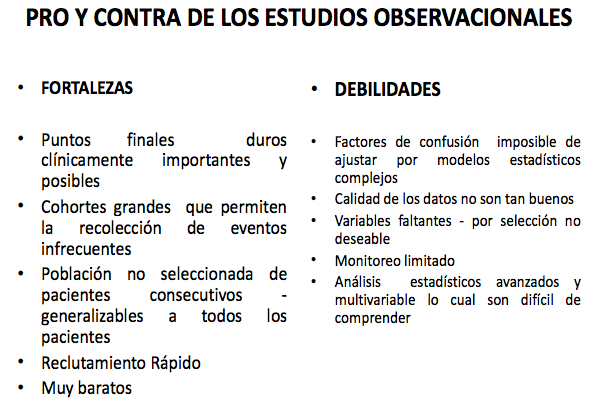 PRO Y CONTRA DE LOS ESTUDIOS OBSERVACIONALES
• FORTALEZAS
• Puntos finales duros
clínicamente importantes y
posibles
• Cohortes grandes que permiten
la recolección de eventos
infrecuentes
• Población no seleccionada de
pacientes consecutivos -
generalizables a todos los
pacientes
• Reclutamiento Rápido
• Muy baratos
• DEBILIDADES
• Factores de confusión imposible de
ajustar por modelos estadísticos
complejos
• Calidad de los datos no son tan buenos
• Variables faltantes - por selección no
deseable
• Monitoreo limitado
• Análisis estadísticos avanzados y
multivariable lo cual son difícil de
comprender